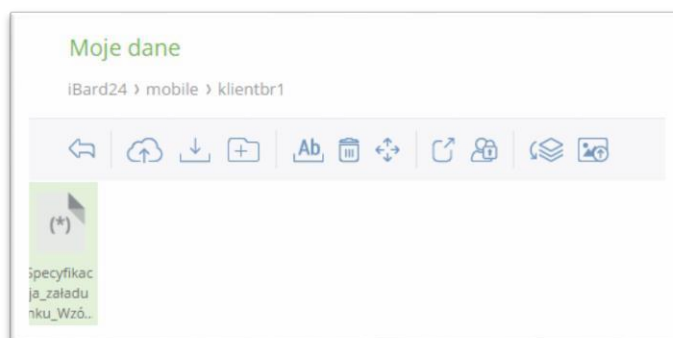 Moje dane
iBard24 › mobile › klientbr1
Ab
(*)
Specyfikac
ja_załadu
nku_Wzó...